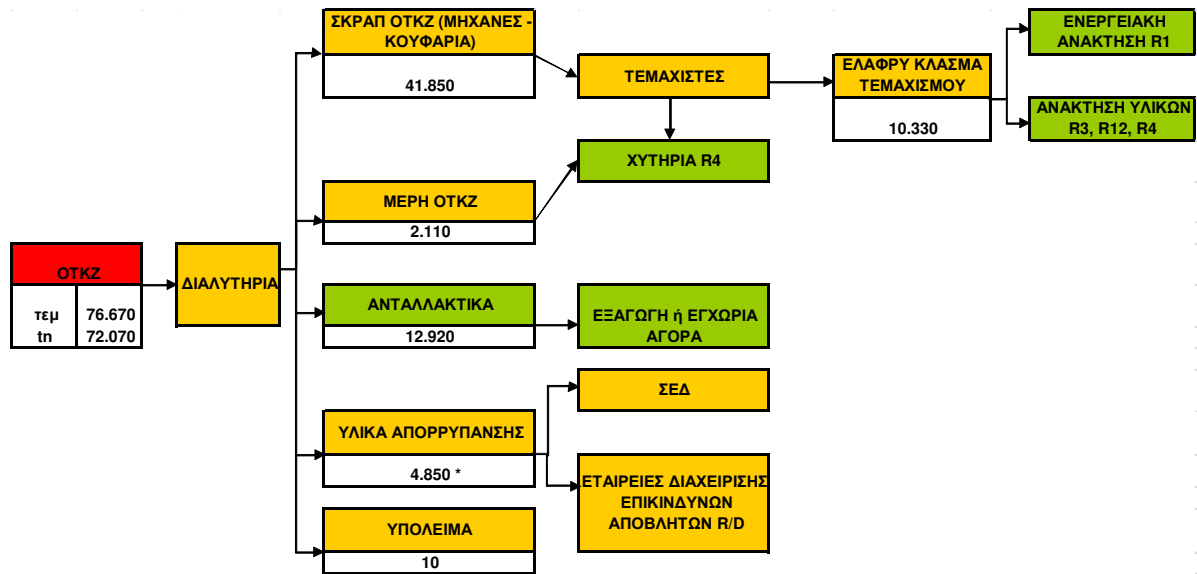 ΣΚΡΑΠ ΟΤΚΖ (ΜΗΧΑΝΕΣ -
ΚΟΥΦΑΡΙΑ)
41.850
ΤΕΜΑΧΙΣΤΕΣ
ΕΛΑΦΡΥ ΚΛΑΣΜΑ
ΤΕΜΑΧΙΣΜΟΥ
10.330
ΕΝΕΡΓΕΙΑΚΗ
ΑΝΑΚΤΗΣΗ R1
ΑΝΑΚΤΗΣΗ ΥΛΙΚΩΝ
R3, R12, R4
ΧΥΤΗΡΙΑ R4
ΜΕΡΗ ΟΤΚΖ
2.110
ΟΤΚΖ
τεμ 76.670
tn 72.070
ΔΙΑΛΥΤΗΡΙΑ
ΑΝΤΑΛΛΑΚΤΙΚΑ
12.920
ΕΞΑΓΩΓΗ ή ΕΓΧΩΡΙΑ
ΑΓΟΡΑ
ΥΛΙΚΑ ΑΠΟΡΡΥΠΑΝΣΗΣ
4.850 *
ΣΕΔ
ΕΤΑΙΡΕΙΕΣ ΔΙΑΧΕΙΡΙΣΗΣ
ΕΠΙΚΙΝΔΥΝΩΝ
ΑΠΟΒΛΗΤΩΝ R/D
ΥΠΟΛΕΙΜΑ
10